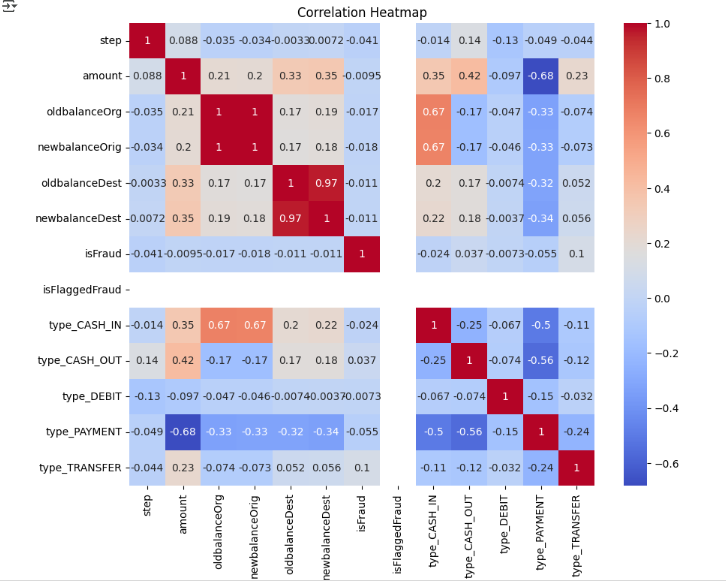 Correlation Heatmap
step 1 0.088 -0.035 -0.034 -0.0033 0.0072 -0.041 -0.014 0.14 -0.13 -0.049 -0.044
amount 0.088 1 0.21 0.2 0.33 0.35 -0.0095 0.35 0.42 -0.097 -0.68 0.23
oldbalanceOrg -0.035 0.21 1 1 0.17 0.19 -0.017 0.67 -0.17 -0.047 -0.33 -0.074
newbalanceOrig -0.034 0.2 1 1 0.17 0.18 -0.018 0.67 -0.17 -0.046 -0.33 -0.073
oldbalanceDest -0.0033 0.33 0.17 0.17 1 0.97 -0.011 0.2 0.17 -0.0074 -0.32 0.052
newbalanceDest -0.0072 0.35 0.19 0.18 0.97 1 -0.011 0.22 0.18 -0.0037 -0.34 0.056
isFraud -0.041 -0.0095 -0.017 -0.018 -0.011 -0.011 1 -0.024 0.037 -0.0073 -0.055 0.1
isFlaggedFraud
type_CASH_IN -0.014 0.35 0.67 0.67 0.2 0.22 -0.024 1 -0.25 -0.067 -0.5 -0.11
type_CASH_OUT 0.14 0.42 -0.17 -0.17 0.17 0.18 0.037 -0.25 1 -0.074 -0.56 -0.12
type_DEBIT -0.13 -0.097 -0.047 -0.046 -0.0074 -0.0037 -0.0073 -0.067 -0.074 1 -0.15 -0.032
type_PAYMENT -0.049 -0.68 -0.33 -0.33 -0.32 -0.34 -0.055 -0.5 -0.56 -0.15 1 -0.24
type_TRANSFER -0.044 0.23 -0.074 -0.073 0.052 0.056 0.1 -0.11 -0.12 -0.032 -0.24 1
step
amount
oldbalanceOrg
newbalanceOrig
oldbalanceDest
newbalanceDest
isFraud
isFlaggedFraud
type_CASH_IN
type_CASH_OUT
type_DEBIT
type_PAYMENT
type_TRANSFER
1.0
0.8
0.6
0.4
0.2
0.0
−0.2
−0.4
−0.6